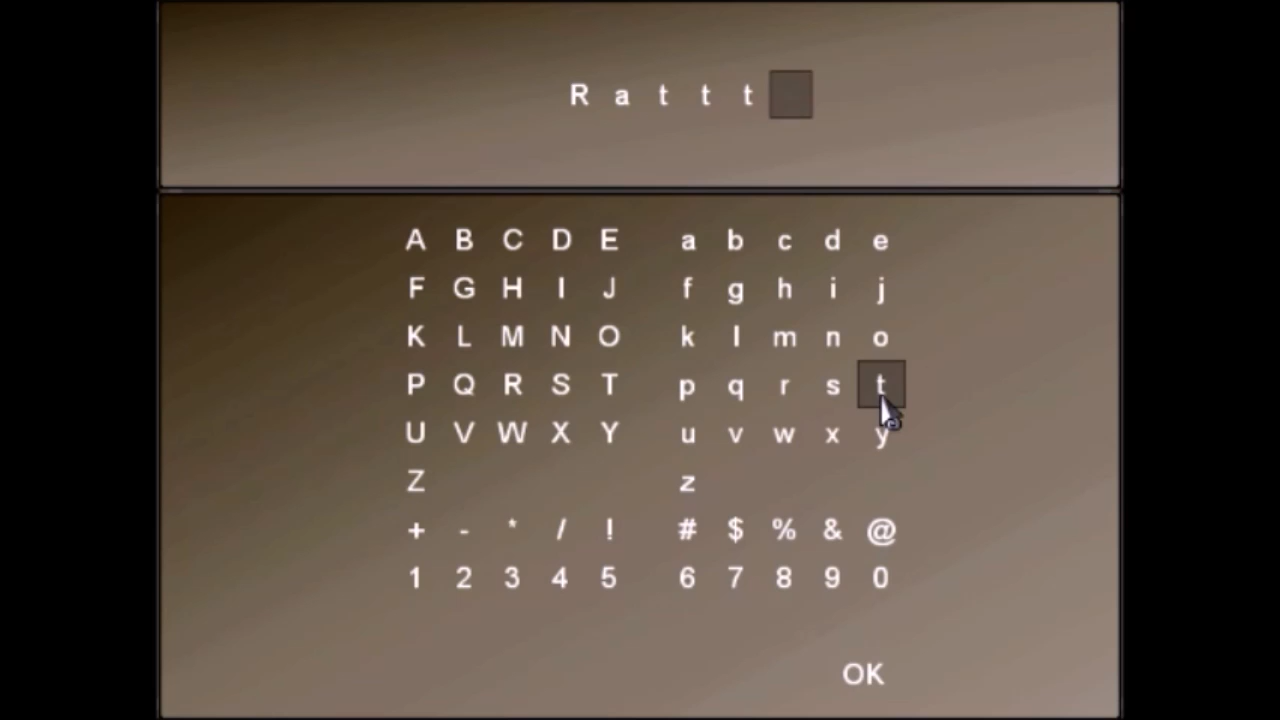 R a t t t
A B C D E a b c d e
F G H I J f g h i j
K L M N O k l m n o
P Q R S T p q r s t
U V W X Y u v w x y
Z z
+ - * / ! # $ % & @
1 2 3 4 5 6 7 8 9 0
OK